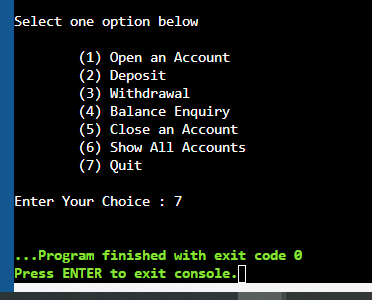 Select one option below
(1) Open an Account
(2) Deposit
(3) Withdrawal
(4) Balance Enquiry
(5) Close an Account
(6) Show All Accounts
(7) Quit
Enter Your Choice : 7
...Program finished with exit code 0
Press ENTER to exit console.